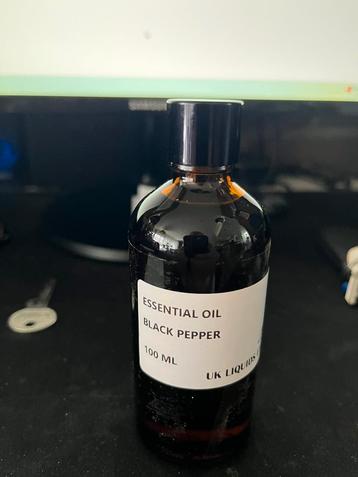 ESSENTIAL OIL
BLACK PEPPER
100 ML
UK LIQUIDS